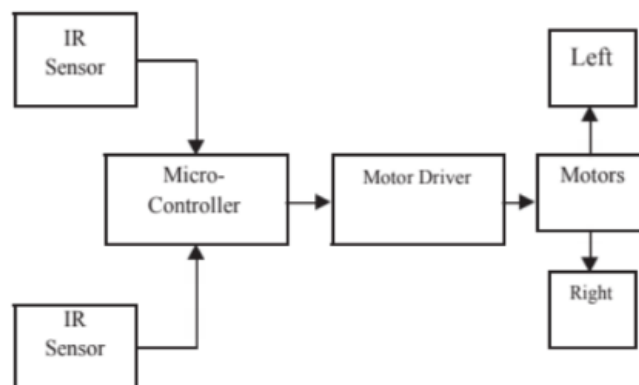 IR
Sensor
Left
Micro-
Controller
Motor Driver
Motors
IR
Sensor
Right